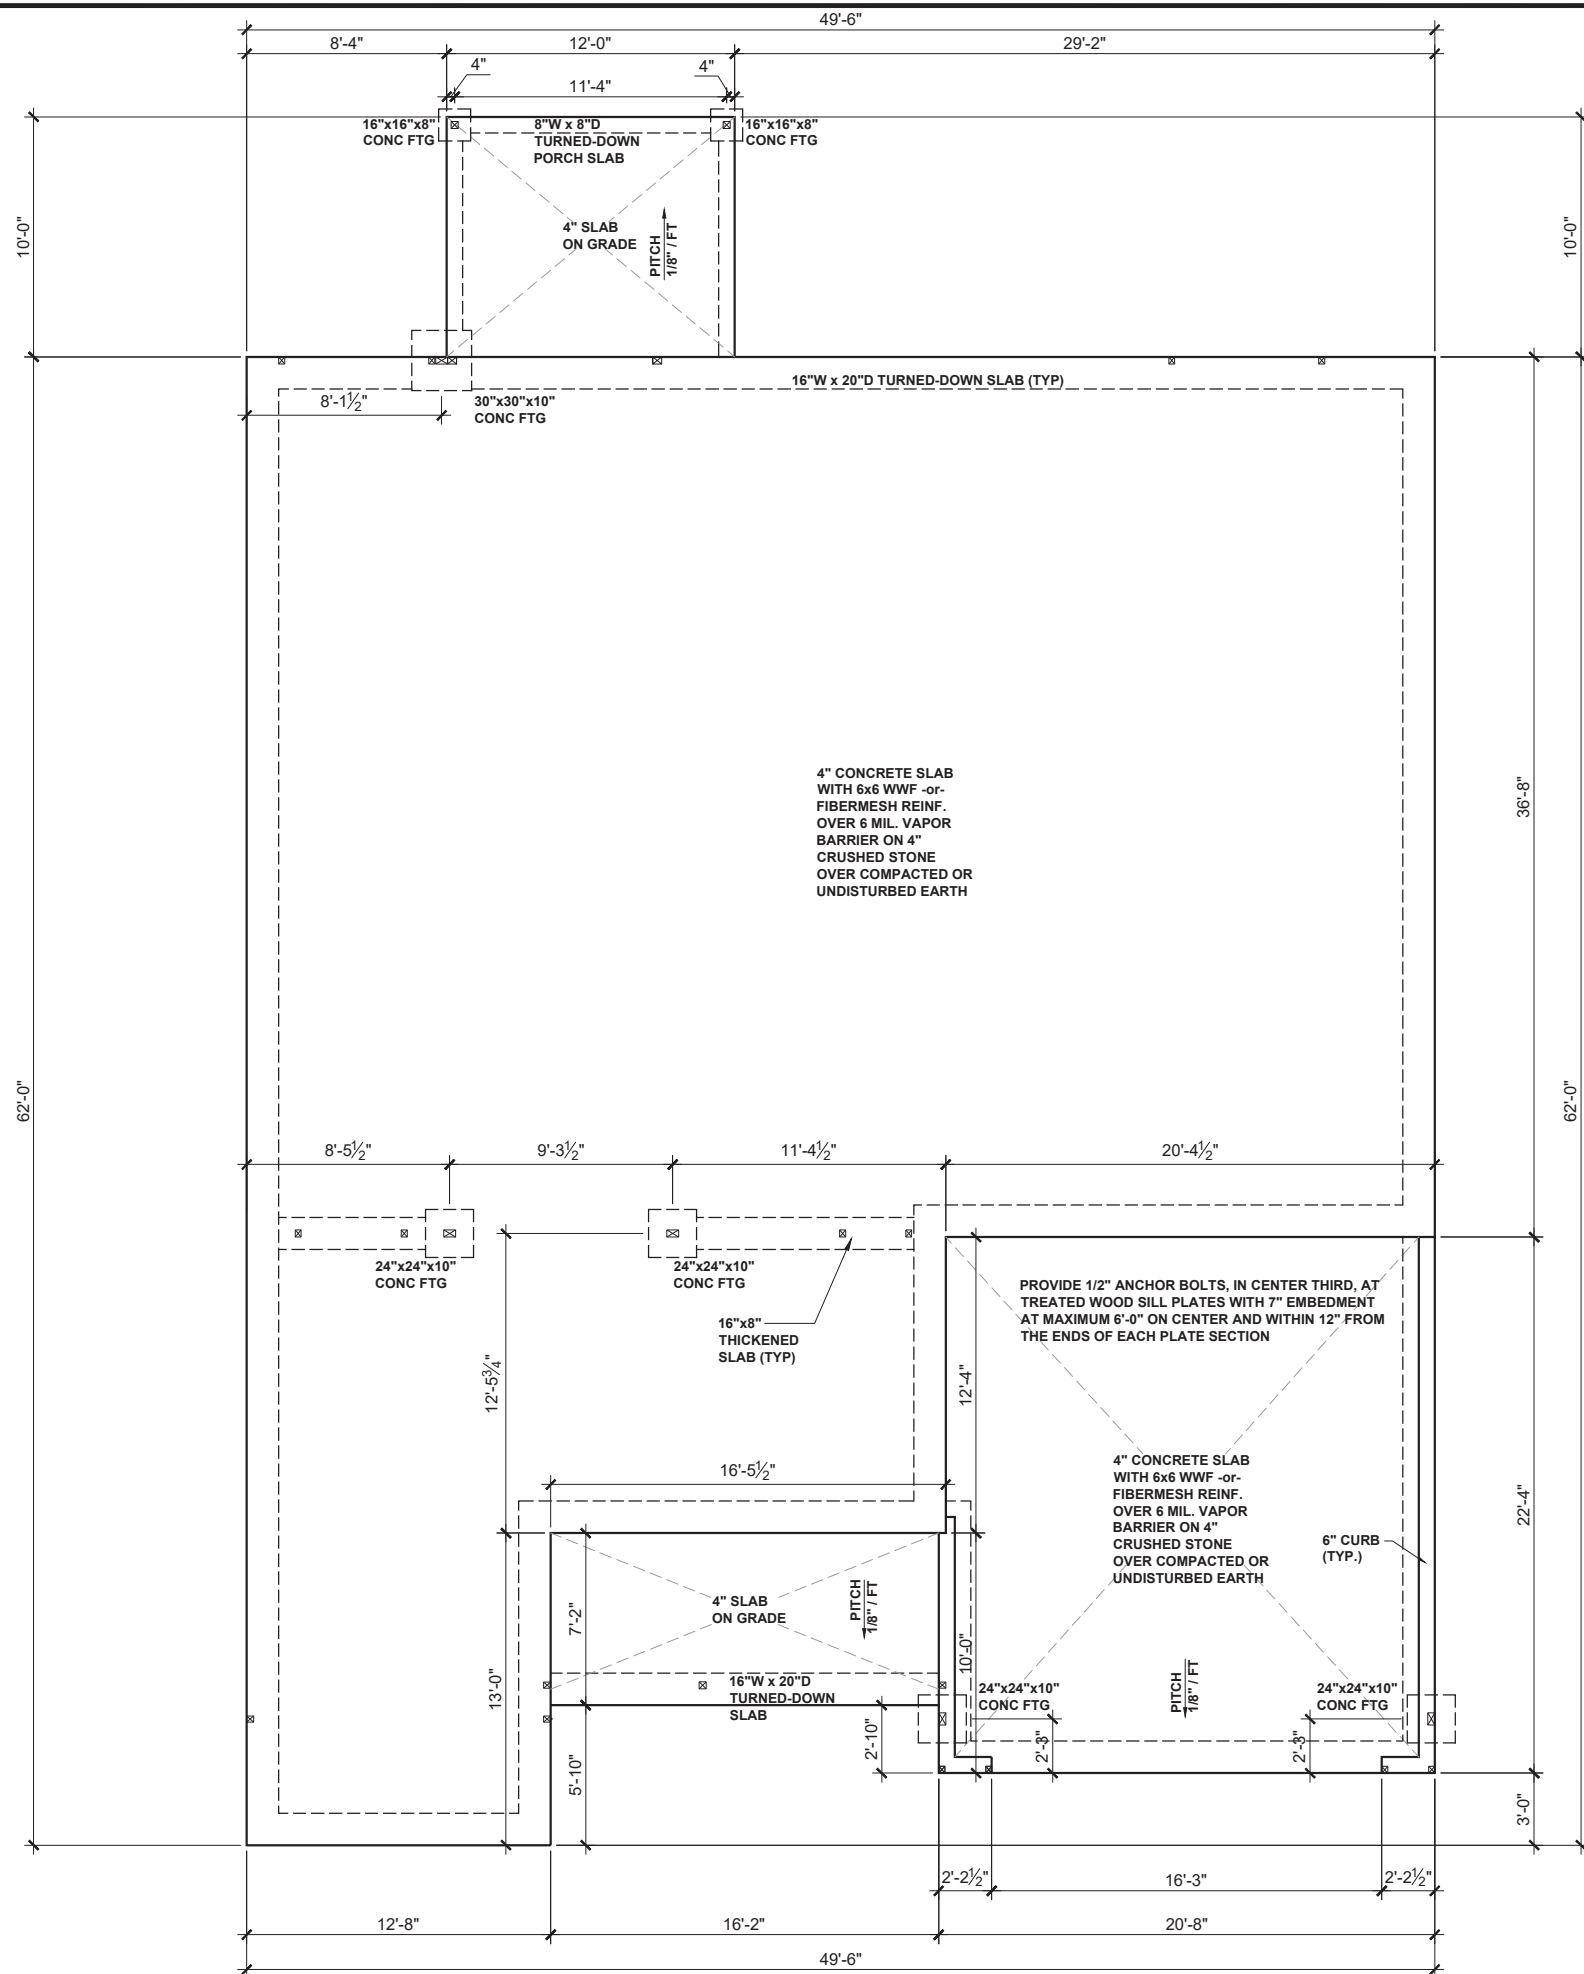 49'-6"
8'-4"
12'-0"
29'-2"
4"
4"
11'-4"
16"x16"x8"
CONC FTG
8"W x 8"D
TURNED-DOWN
PORCH SLAB
16"x16"x8"
CONC FTG
10'-0"
10'-0"
4" SLAB
ON GRADE
PITCH
1/8" / FT
16"W x 20"D TURNED-DOWN SLAB (TYP)
8'-1½"
30"x30"x10"
CONC FTG
4" CONCRETE SLAB
WITH 6x6 WWF -or-
FIBERMESH REINF.
OVER 6 MIL. VAPOR
BARRIER ON 4"
CRUSHED STONE
OVER COMPACTED OR
UNDISTURBED EARTH
36'-8"
62'-0"
62'-0"
8'-5½"
9'-3½"
11'-4½"
20'-4½"
24"x24"x10"
CONC FTG
24"x24"x10"
CONC FTG
16"x8"
THICKENED
SLAB (TYP)
PROVIDE 1/2" ANCHOR BOLTS, IN CENTER THIRD, AT
TREATED WOOD SILL PLATES WITH 7" EMBEDMENT
AT MAXIMUM 6'-0" ON CENTER AND WITHIN 12" FROM
THE ENDS OF EACH PLATE SECTION
12'-5¾"
12'-4"
16'-5½"
4" CONCRETE SLAB
WITH 6x6 WWF -or-
FIBERMESH REINF.
OVER 6 MIL. VAPOR
BARRIER ON 4"
CRUSHED STONE
OVER COMPACTED OR
UNDISTURBED EARTH
6" CURB
(TYP.)
22'-4"
4" SLAB
ON GRADE
PITCH
1/8" / FT
7'-2"
10'-0"
13'-0"
16"W x 20"D
TURNED-DOWN
SLAB
24"x24"x10"
CONC FTG
PITCH
1/8" / FT
24"x24"x10"
CONC FTG
2'-10"
2'-3"
2'-3"
5'-10"
3'-0"
2'-2½"
16'-3"
2'-2½"
12'-8"
16'-2"
20'-8"
49'-6"